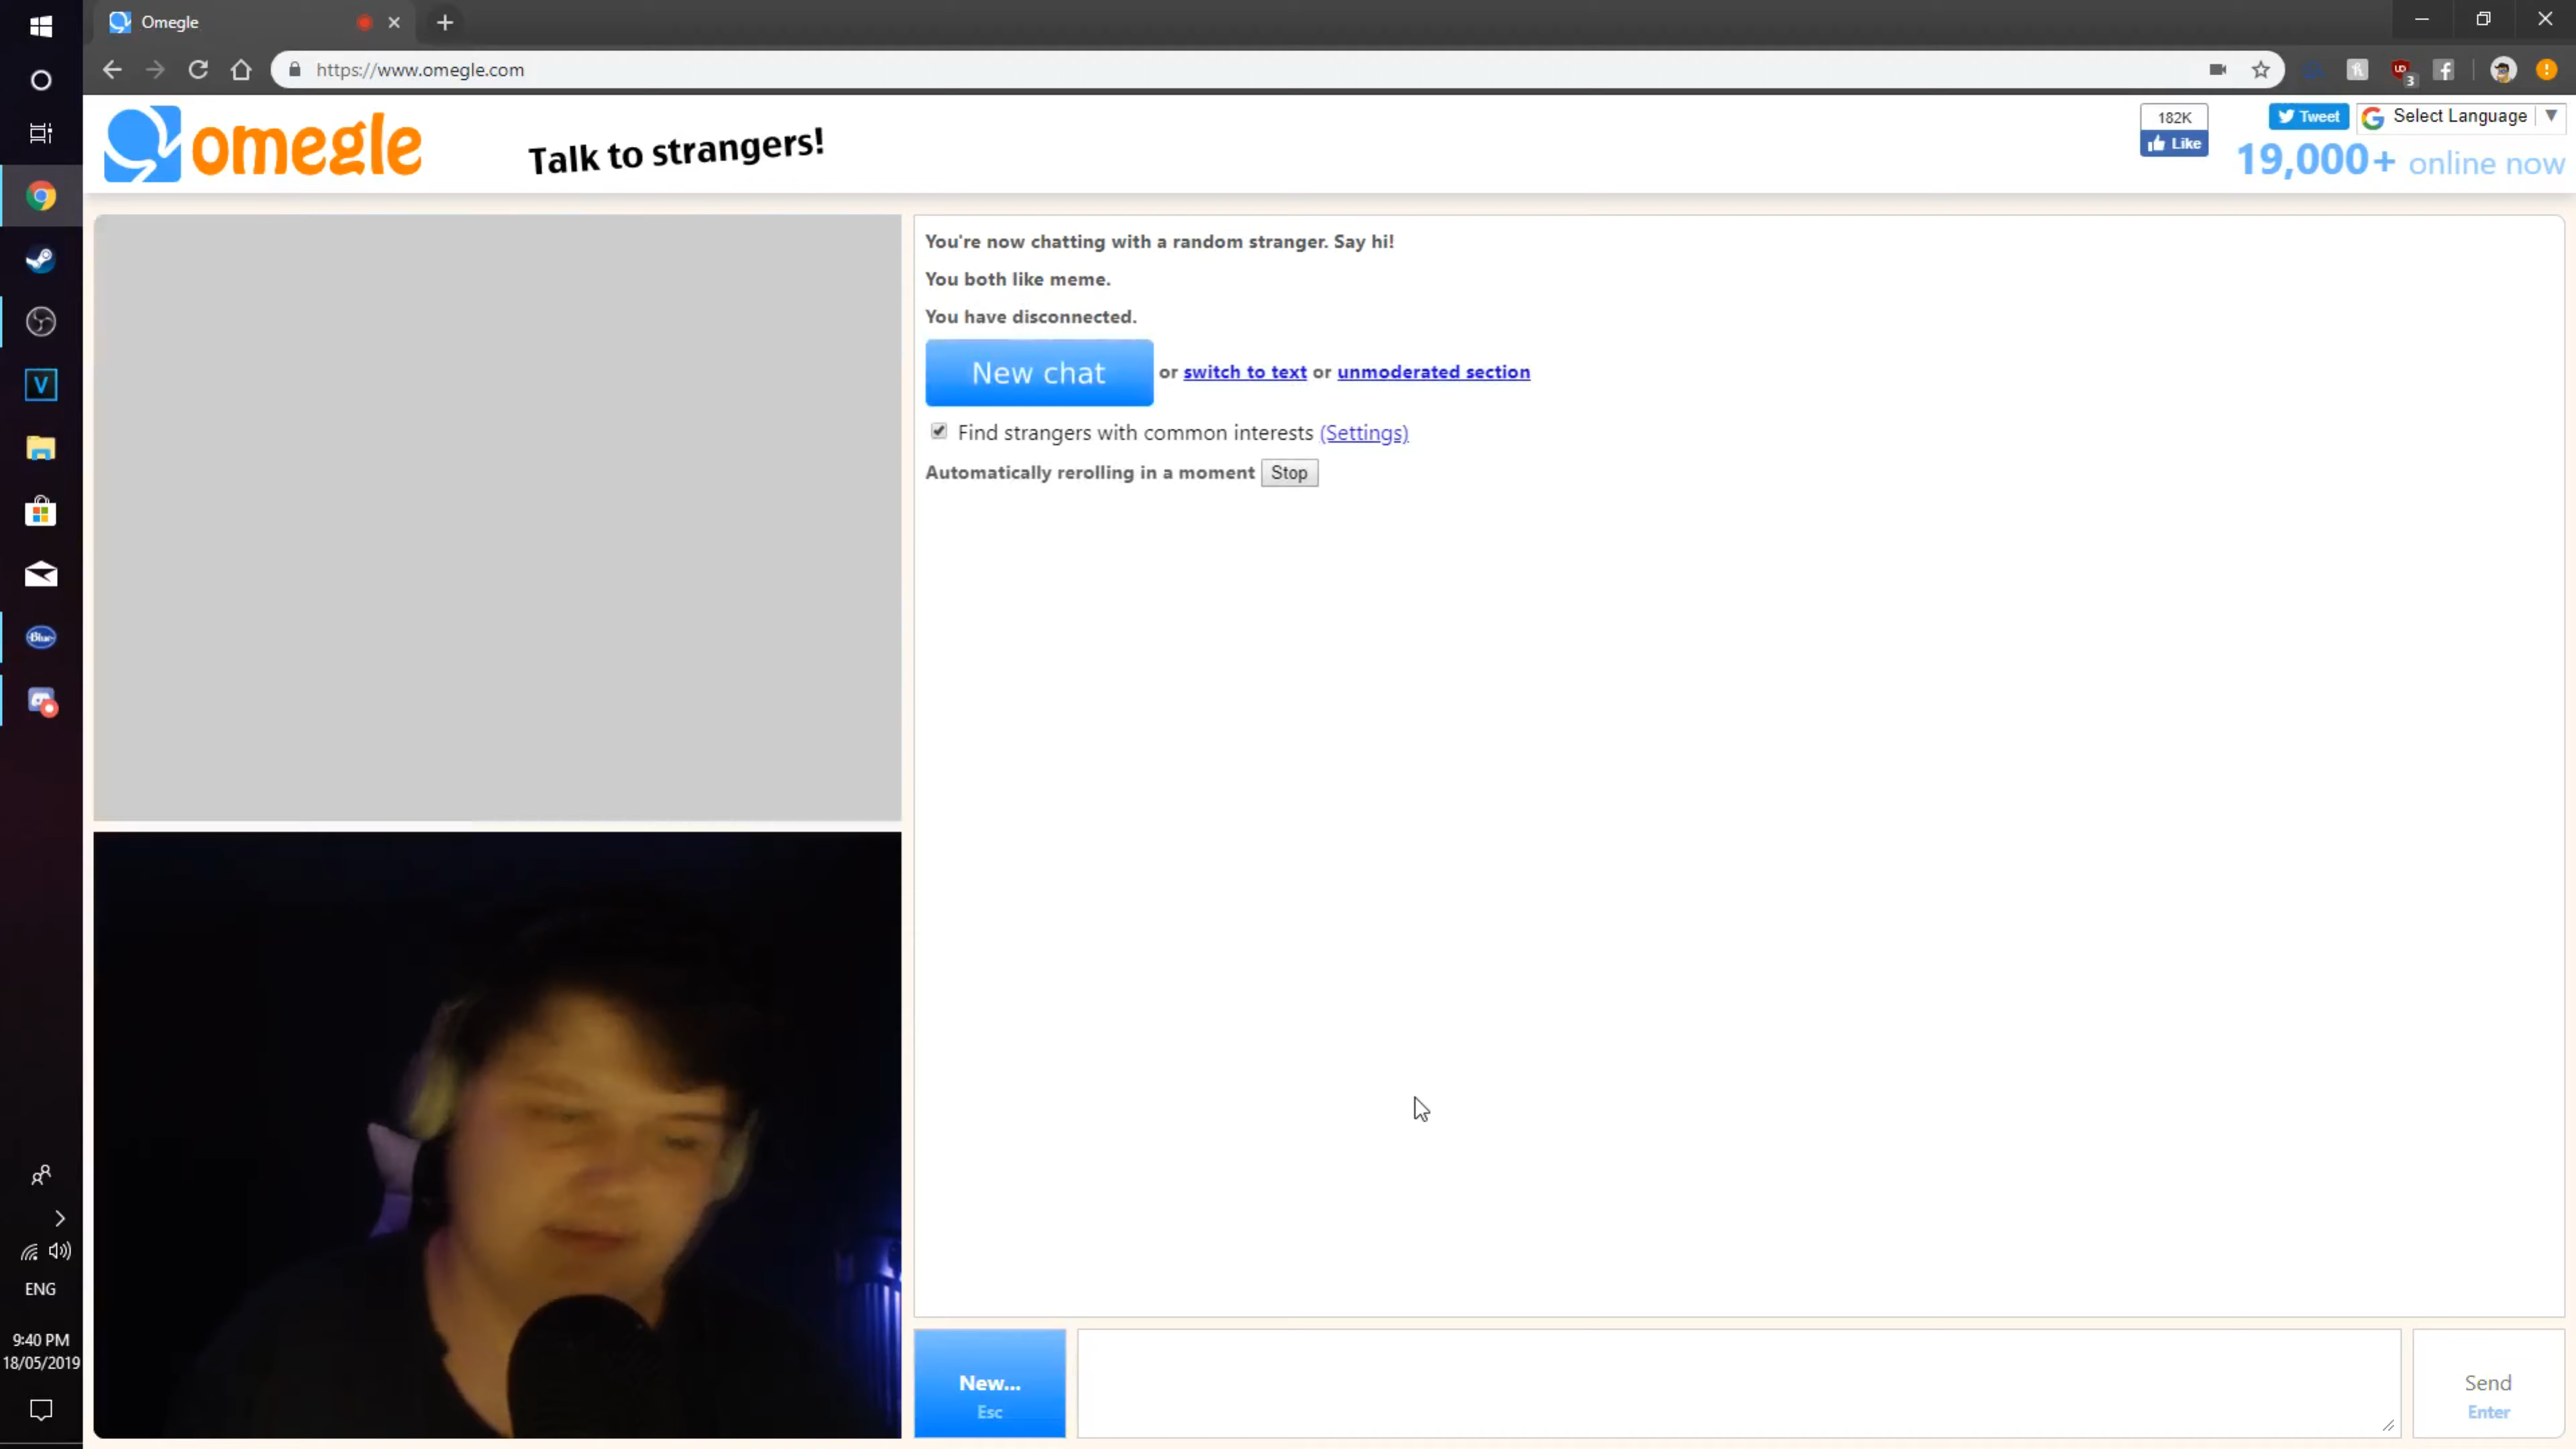 Omegle
https://www.omegle.com
3
omegle
Talk to strangers!
182K
Like
Tweet
Select Language
19,000+ online now
You're now chatting with a random stranger. Say hi!
You both like meme.
You have disconnected.
New chat or switch to text or unmoderated section
Find strangers with common interests (Settings)
Automatically rerolling in a moment Stop
V
Blue
ENG
9:40 PM
18/05/2019
New...
Esc
Send
Enter